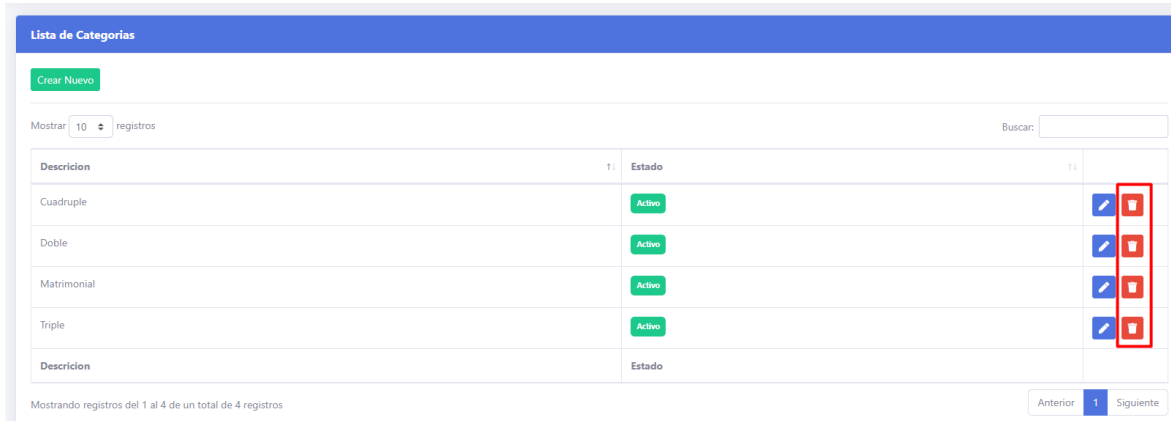 Lista de Categorias
Crear Nuevo
Mostrar 10 registros
Buscar:
Descricion Estado
Cuadruple Activo
Doble Activo
Matrimonial Activo
Triple Activo
Descricion Estado
Mostrando registros del 1 al 4 de un total de 4 registros
Anterior 1 Siguiente